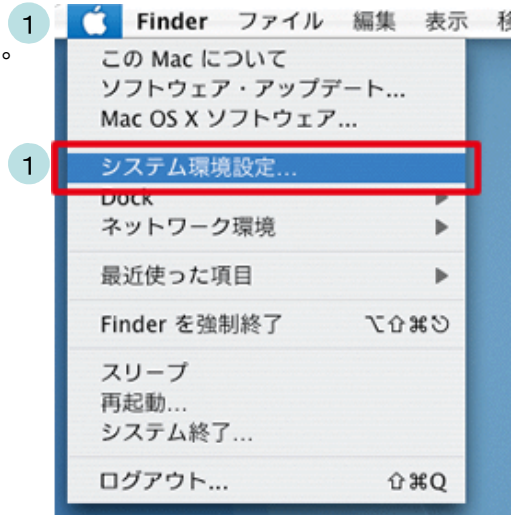 1 Finder ファイル 編集 表示 移
。
この Mac について
ソフトウェア・アップデート...
Mac OS X ソフトウェア...
1 システム環境設定...
Dock
ネットワーク環境
最近使った項目
Finder を強制終了 ⌥⇧⌘⎋
スリープ
再起動...
システム終了...
ログアウト... ⇧⌘Q